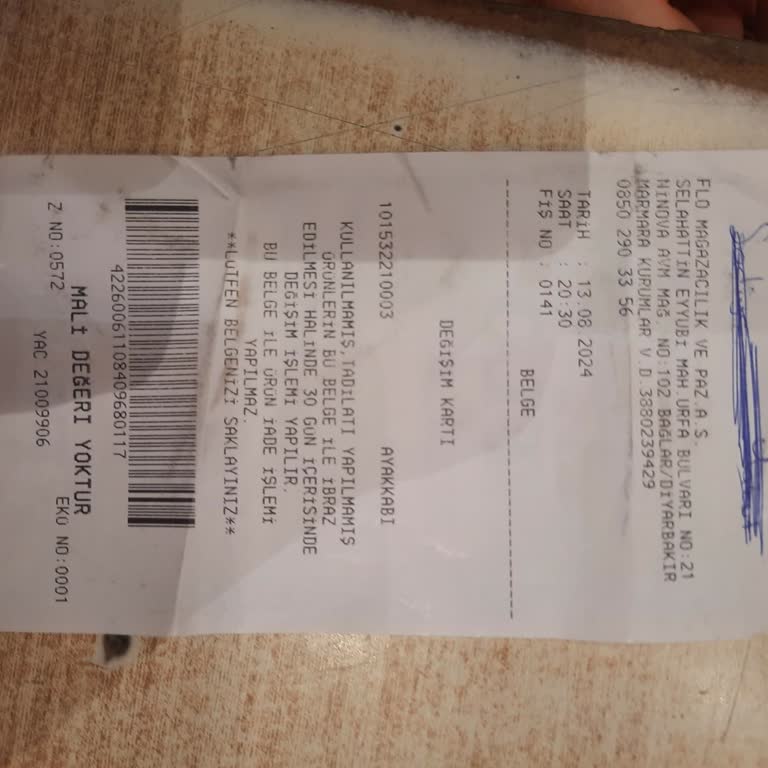 FLO MAĞAZACILIK VE PAZ.A.Ş.
SELAHATTİN EYYUBİ MAH.URFA BULVARI NO:21
NİNOVA AVM MAĞ. NO:102 BAĞLAR/DİYARBAKIR
MARMARA KURUMLAR V.D.3880239429
0850 290 33 56
TARİH : 13.08.2024
SAAT : 20:30
FİŞ NO : 0141
BELGE
DEĞİŞİM KARTI
101532210003 AYAKKABI
KULLANILMAMIŞ,TADİLATI YAPILMAMIŞ
ÜRÜNLERİN BU BELGE İLE İBRAZ
EDİLMESİ HALİNDE 30 GÜN İÇERİSİNDE
DEĞİŞİM İŞLEMİ YAPILIR.
BU BELGE İLE ÜRÜN İADE İŞLEMİ
YAPILMAZ.
**LÜTFEN BELGENİZİ SAKLAYINIZ**
4226006110840968​0117
MALİ DEĞERİ YOKTUR
Z NO:0572 EKÜ NO:0001
YAC 21009906